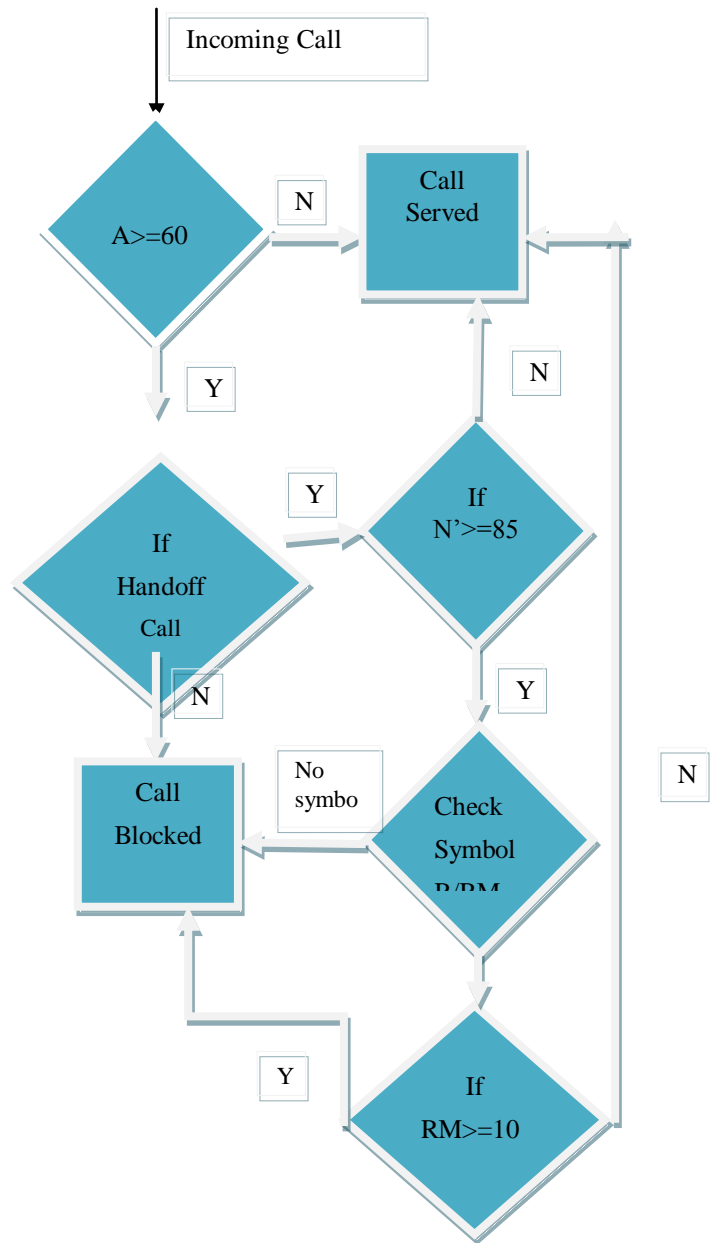 Incoming Call
Call
Served
N
A>=60
N
Y
If
N’>=85
Y
If
Handoff
Call
Y
N
No
symbo
N
Call
Blocked
Check
Symbol
Y
If
RM>=10